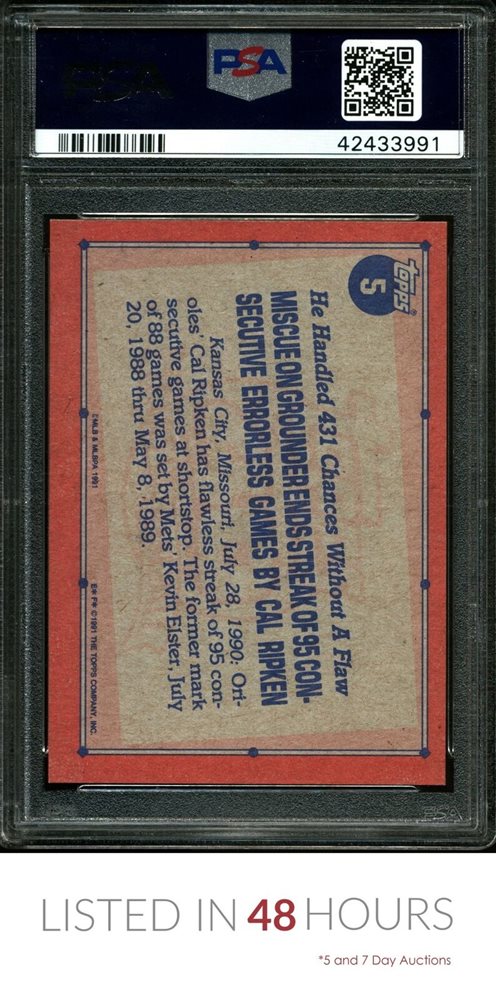 PSA
PSA
42433991
topps®
5
He Handled 431 Chances Without A Flaw
MISCUE ON GROUNDER ENDS STREAK OF 95 CON-
SECUTIVE ERRORLESS GAMES BY CAL RIPKEN
Kansas City, Missouri, July 28, 1990: Ori-
oles' Cal Ripken has flawless streak of 95 con-
secutive games at shortstop. The former mark
of 88 games was set by Mets' Kevin Elster, July
20, 1988 thru May 8, 1989.
©MLB & MLBPA 1991
E* F* © 1991 THE TOPPS COMPANY, INC.
PSA
LISTED IN 48 HOURS
*5 and 7 Day Auctions